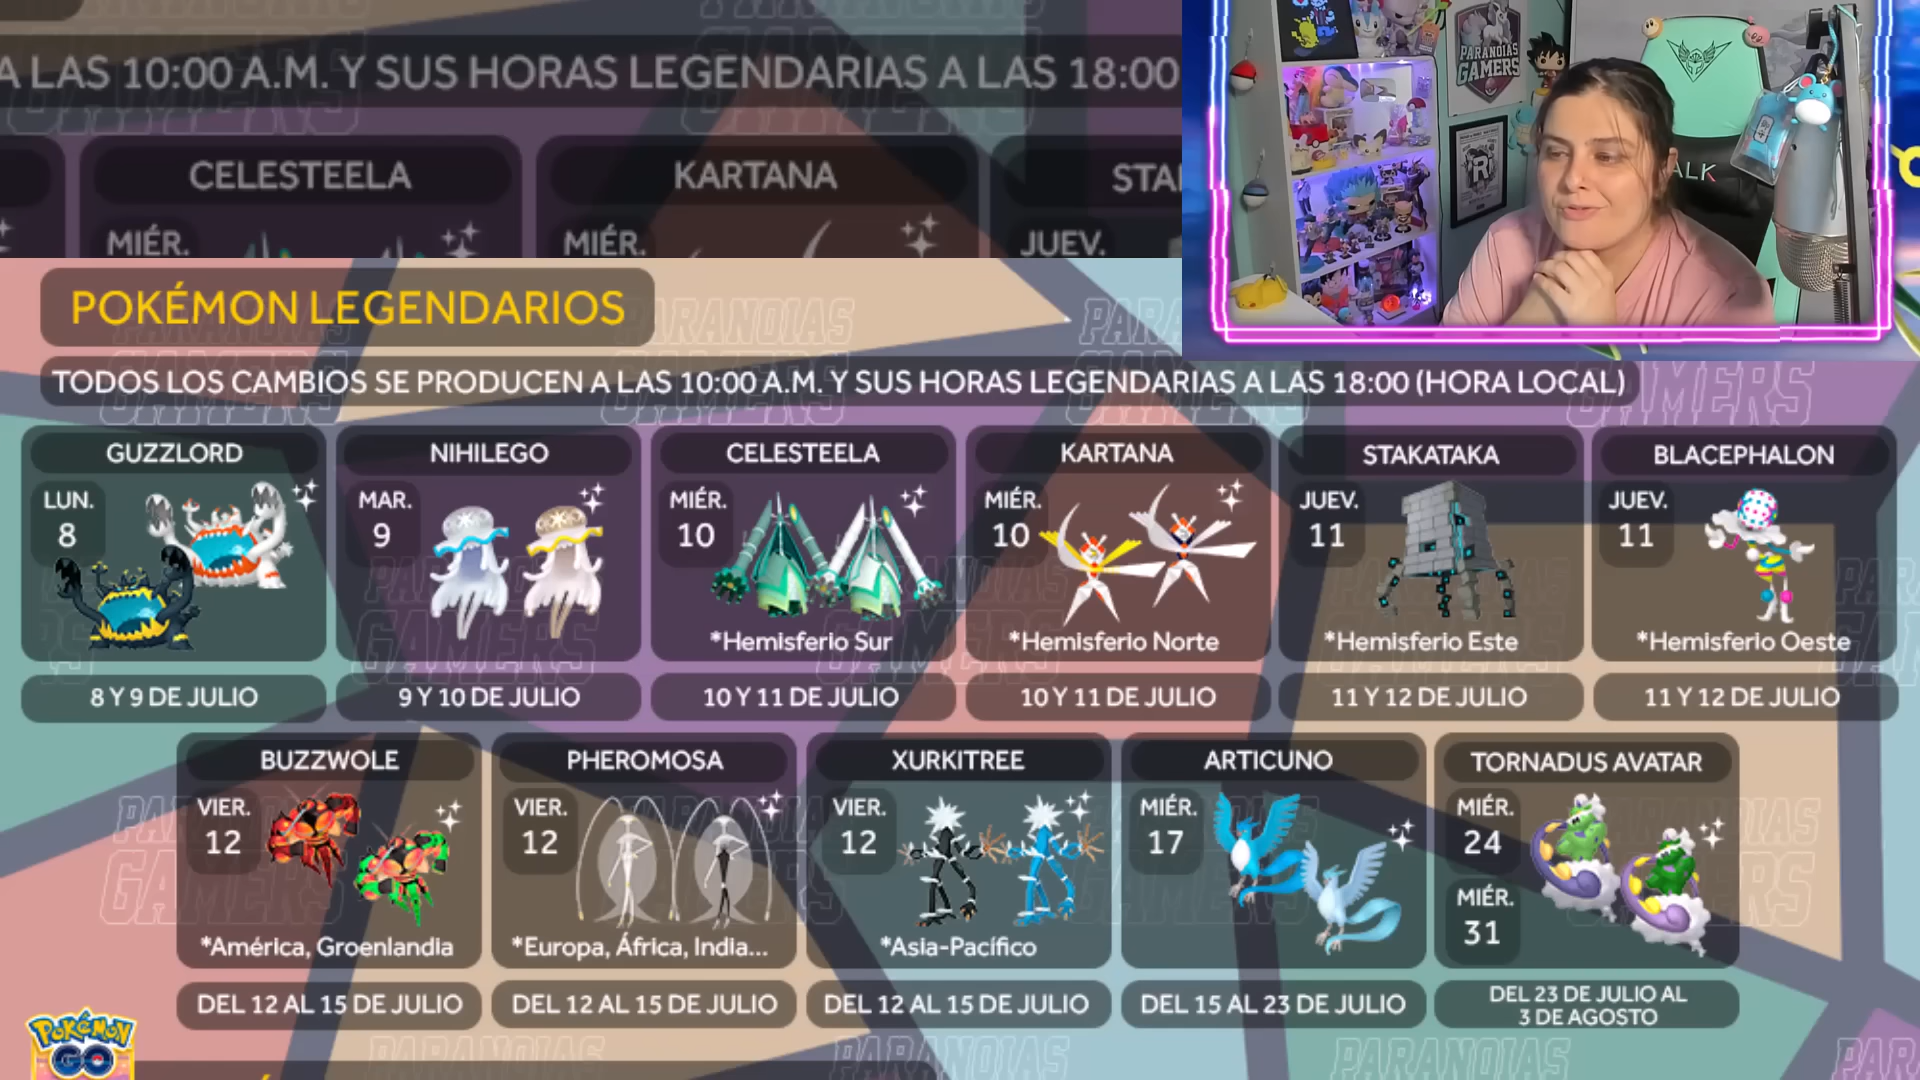 A LAS 10:00 A.M. Y SUS HORAS LEGENDARIAS A LAS 18:00
CELESTEELA
MIÉR.
KARTANA
MIÉR.
JUEV.
PARANOIAS
GAMERS
POKÉMON LEGENDARIOS
TODOS LOS CAMBIOS SE PRODUCEN A LAS 10:00 A.M. Y SUS HORAS LEGENDARIAS A LAS 18:00 (HORA LOCAL)
GUZZLORD
LUN.
8
8 Y 9 DE JULIO
NIHILEGO
MAR.
9
9 Y 10 DE JULIO
CELESTEELA
MIÉR.
10
*Hemisferio Sur
10 Y 11 DE JULIO
KARTANA
MIÉR.
10
*Hemisferio Norte
10 Y 11 DE JULIO
STAKATAKA
JUEV.
11
*Hemisferio Este
11 Y 12 DE JULIO
BLACEPHALON
JUEV.
11
*Hemisferio Oeste
11 Y 12 DE JULIO
BUZZWOLE
VIER.
12
*América, Groenlandia
DEL 12 AL 15 DE JULIO
PHEROMOSA
VIER.
12
*Europa, África, India...
DEL 12 AL 15 DE JULIO
XURKITREE
VIER.
12
*Asia-Pacífico
DEL 12 AL 15 DE JULIO
ARTICUNO
MIÉR.
17
DEL 15 AL 23 DE JULIO
TORNADUS AVATAR
MIÉR.
24
MIÉR.
31
DEL 23 DE JULIO AL
3 DE AGOSTO
POKÉMON
GO
PARANOIAS
GAMERS